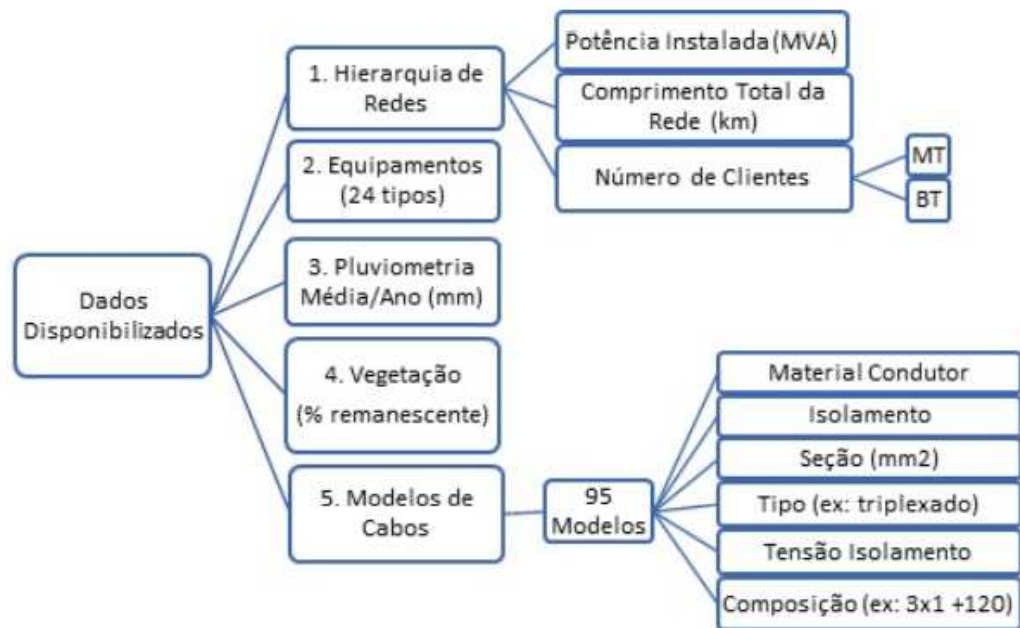 Dados
Disponibilizados
1. Hierarquia de
Redes
Potência Instalada (MVA)
Comprimento Total da
Rede (km)
Número de Clientes
MT
BT
2. Equipamentos
(24 tipos)
3. Pluviometria
Média/Ano (mm)
4. Vegetação
(% remanescente)
5. Modelos de
Cabos
95
Modelos
Material Condutor
Isolamento
Seção (mm2)
Tipo (ex: triplexado)
Tensão Isolamento
Composição (ex: 3x1 +120)